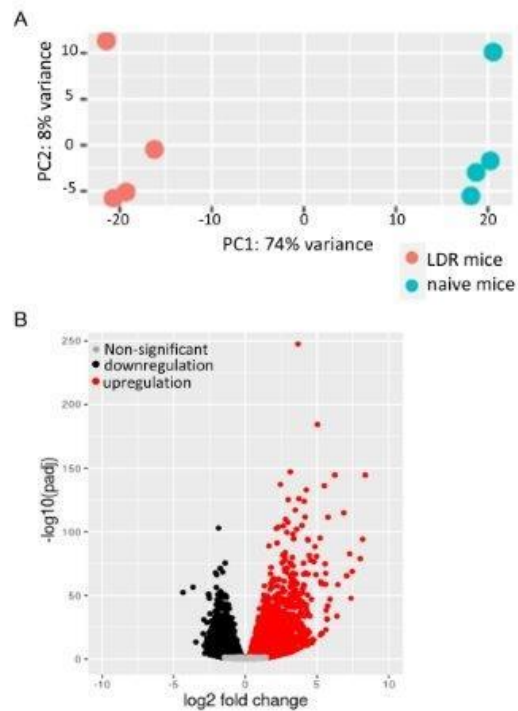 A
10
5
0
-5
PC2: 8% variance
-20 -10 0 10 20
PC1: 74% variance
LDR mice
naive mice
B
-250
200
150
100
50
0
-log10(padj)
Non-significant
downregulation
upregulation
-10 -5 0 5 10
log2 fold change